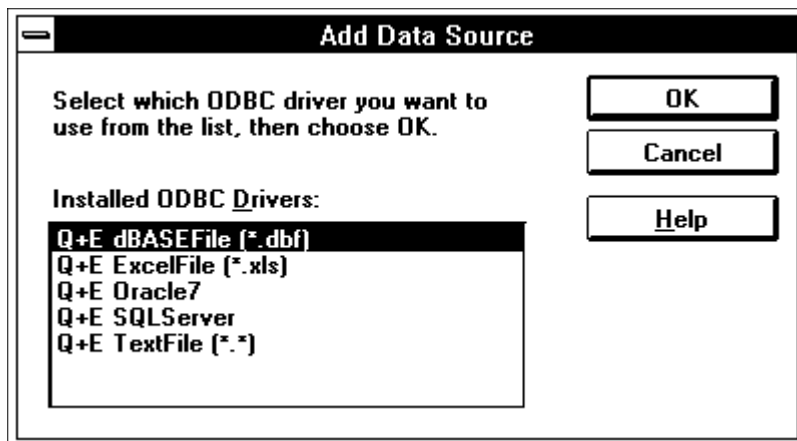 Add Data Source
Select which ODBC driver you want to
use from the list, then choose OK.
OK
Cancel
Help
Installed ODBC Drivers:
Q+E dBASEFile (*.dbf)
Q+E ExcelFile (*.xls)
Q+E Oracle7
Q+E SQLServer
Q+E TextFile (*.*)